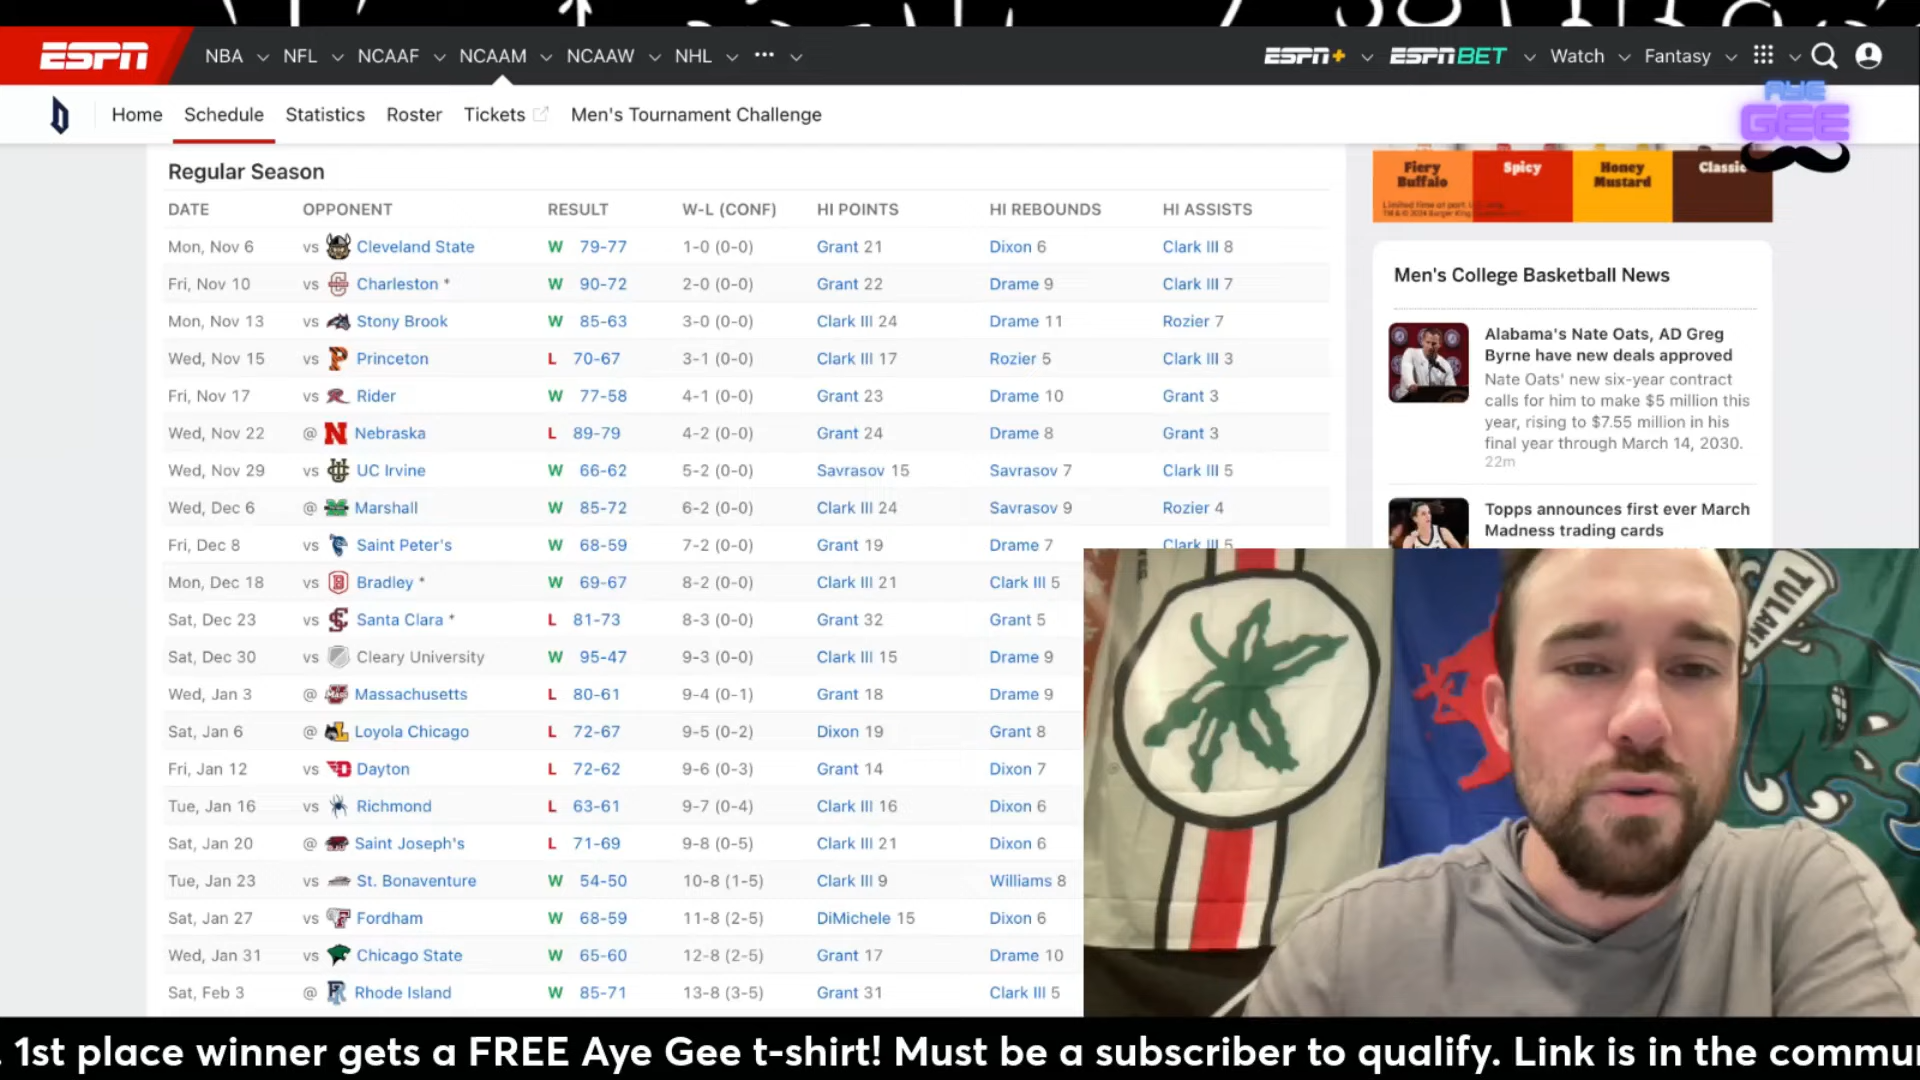 ESPN NBA NFL NCAAF NCAAM NCAAW NHL ESPN+ ESPN BET Watch Fantasy
Home Schedule Statistics Roster Tickets Men's Tournament Challenge
AYE
GEE
Regular Season
DATE OPPONENT RESULT W-L (CONF) HI POINTS HI REBOUNDS HI ASSISTS
Mon, Nov 6 vs Cleveland State W 79-77 1-0 (0-0) Grant 21 Dixon 6 Clark III 8
Fri, Nov 10 vs Charleston * W 90-72 2-0 (0-0) Grant 22 Drame 9 Clark III 7
Mon, Nov 13 vs Stony Brook W 85-63 3-0 (0-0) Clark III 24 Drame 11 Rozier 7
Wed, Nov 15 vs Princeton L 70-67 3-1 (0-0) Clark III 17 Rozier 5 Clark III 3
Fri, Nov 17 vs Rider W 77-58 4-1 (0-0) Grant 23 Drame 10 Grant 3
Wed, Nov 22 @ Nebraska L 89-79 4-2 (0-0) Grant 24 Drame 8 Grant 3
Wed, Nov 29 vs UC Irvine W 66-62 5-2 (0-0) Savrasov 15 Savrasov 7 Clark III 5
Wed, Dec 6 @ Marshall W 85-72 6-2 (0-0) Clark III 24 Savrasov 9 Rozier 4
Fri, Dec 8 vs Saint Peter's W 68-59 7-2 (0-0) Grant 19 Drame 7 Clark III 5
Mon, Dec 18 vs Bradley * W 69-67 8-2 (0-0) Clark III 21 Clark III 5
Sat, Dec 23 vs Santa Clara * L 81-73 8-3 (0-0) Grant 32 Grant 5
Sat, Dec 30 vs Cleary University W 95-47 9-3 (0-0) Clark III 15 Drame 9
Wed, Jan 3 @ Massachusetts L 80-61 9-4 (0-1) Grant 18 Drame 9
Sat, Jan 6 @ Loyola Chicago L 72-67 9-5 (0-2) Dixon 19 Grant 8
Fri, Jan 12 vs Dayton L 72-62 9-6 (0-3) Grant 14 Dixon 7
Tue, Jan 16 vs Richmond L 63-61 9-7 (0-4) Clark III 16 Dixon 6
Sat, Jan 20 @ Saint Joseph's L 71-69 9-8 (0-5) Clark III 21 Dixon 6
Tue, Jan 23 vs St. Bonaventure W 54-50 10-8 (1-5) Clark III 9 Williams 8
Sat, Jan 27 vs Fordham W 68-59 11-8 (2-5) DiMichele 15 Dixon 6
Wed, Jan 31 vs Chicago State W 65-60 12-8 (2-5) Grant 17 Drame 10
Sat, Feb 3 @ Rhode Island W 85-71 13-8 (3-5) Grant 31 Clark III 5
Fiery
Buffalo
Spicy
Honey
Mustard
Classic
Men's College Basketball News
Alabama's Nate Oats, AD Greg
Byrne have new deals approved
Nate Oats' new six-year contract
calls for him to make $5 million this
year, rising to $7.55 million in his
final year through March 14, 2030.
22m
Topps announces first ever March
Madness trading cards
TULANE
. 1st place winner gets a FREE Aye Gee t-shirt! Must be a subscriber to qualify. Link is in the commu